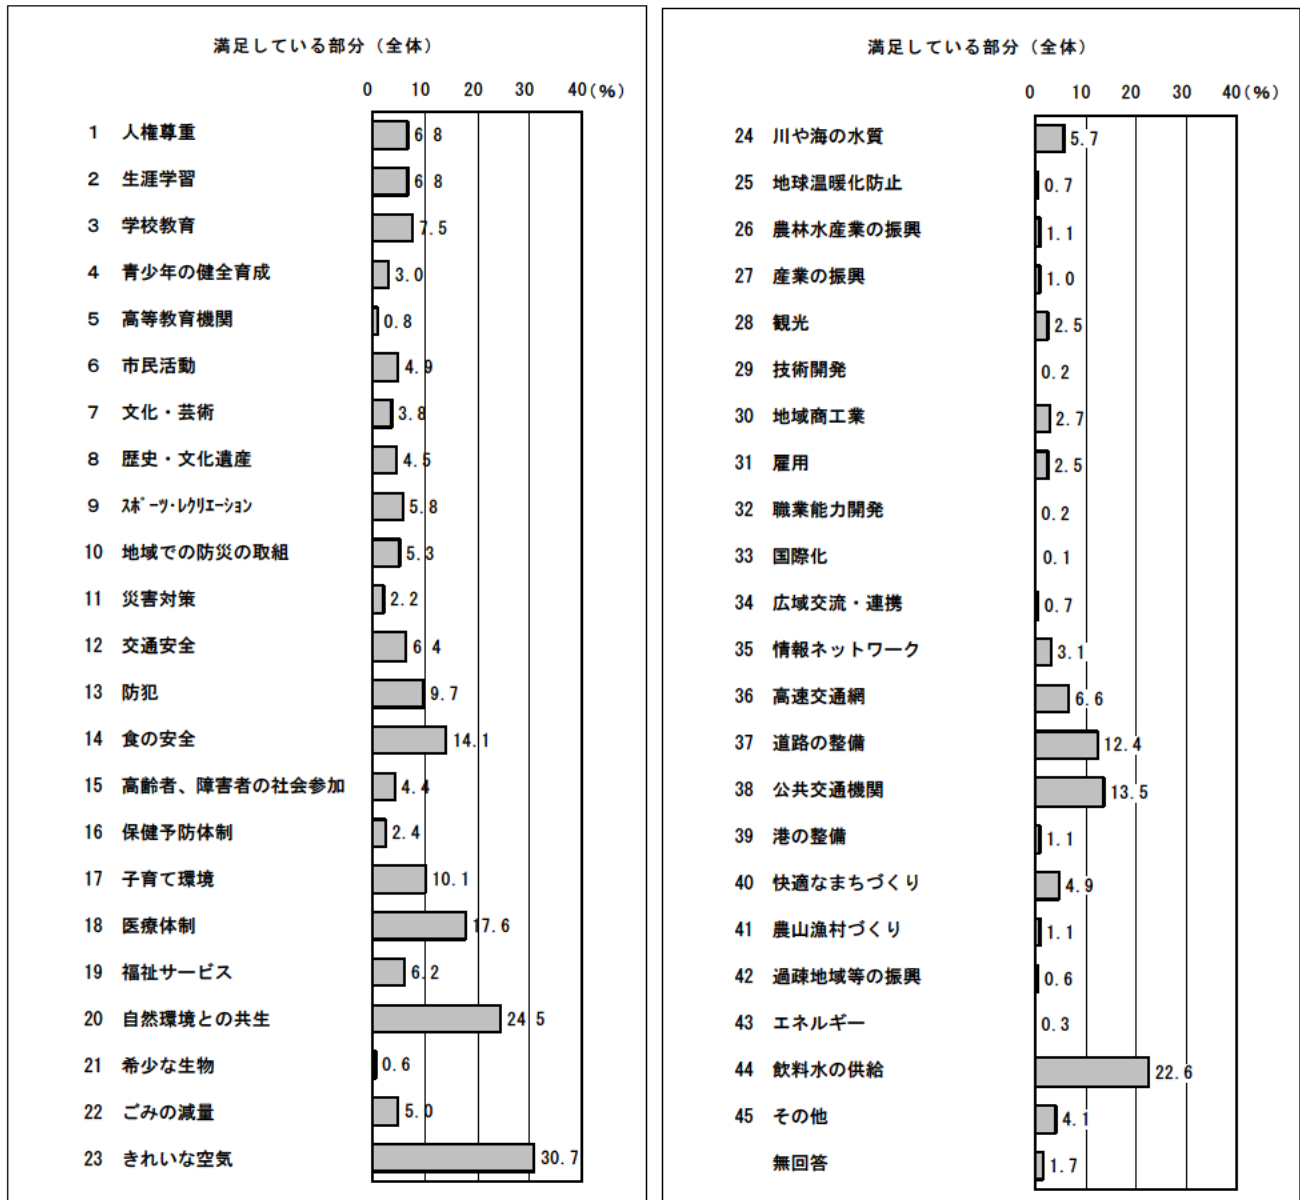 満足している部分（全体）
0 10 20 30 40(%)
1 人権尊重 6.8
2 生涯学習 6.8
3 学校教育 7.5
4 青少年の健全育成 3.0
5 高等教育機関 0.8
6 市民活動 4.9
7 文化・芸術 3.8
8 歴史・文化遺産 4.5
9 ｽﾎﾟｰﾂ･ﾚｸﾘｴｰｼｮﾝ 5.8
10 地域での防災の取組 5.3
11 災害対策 2.2
12 交通安全 6.4
13 防犯 9.7
14 食の安全 14.1
15 高齢者、障害者の社会参加 4.4
16 保健予防体制 2.4
17 子育て環境 10.1
18 医療体制 17.6
19 福祉サービス 6.2
20 自然環境との共生 24.5
21 希少な生物 0.6
22 ごみの減量 5.0
23 きれいな空気 30.7
満足している部分（全体）
0 10 20 30 40(%)
24 川や海の水質 5.7
25 地球温暖化防止 0.7
26 農林水産業の振興 1.1
27 産業の振興 1.0
28 観光 2.5
29 技術開発 0.2
30 地域商工業 2.7
31 雇用 2.5
32 職業能力開発 0.2
33 国際化 0.1
34 広域交流・連携 0.7
35 情報ネットワーク 3.1
36 高速交通網 6.6
37 道路の整備 12.4
38 公共交通機関 13.5
39 港の整備 1.1
40 快適なまちづくり 4.9
41 農山漁村づくり 1.1
42 過疎地域等の振興 0.6
43 エネルギー 0.3
44 飲料水の供給 22.6
45 その他 4.1
無回答 1.7